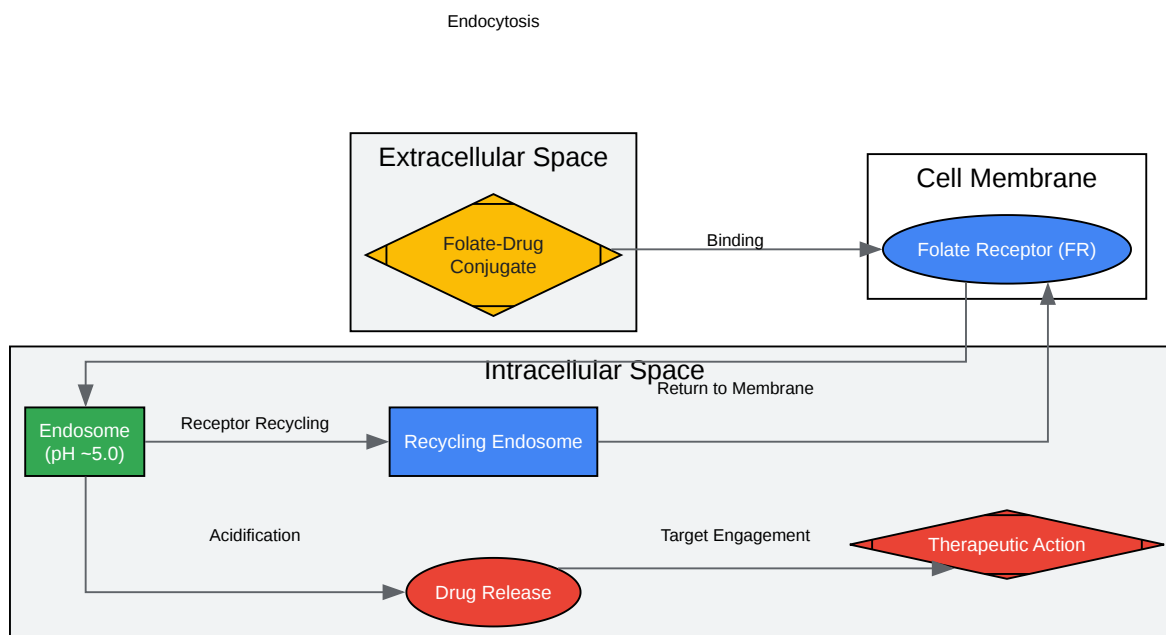 Endocytosis
Extracellular Space
Cell Membrane
Folate-Drug
Conjugate
Binding
Folate Receptor (FR)
Intracellular Space
Return to Membrane
Endosome
(pH ~5.0)
Receptor Recycling
Recycling Endosome
Acidification
Target Engagement
Therapeutic Action
Drug Release